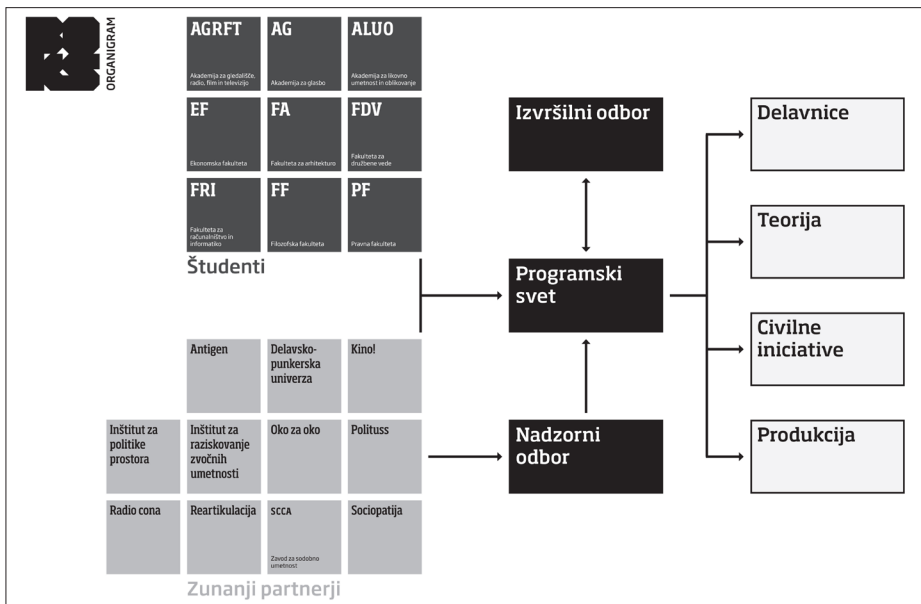 ORGANIGRAM
AGRFT
Akademija za gledališče,
radio, film in televizijo
AG
Akademija za glasbo
ALUO
Akademija za likovno
umetnost in oblikovanje
EF
Ekonomska fakulteta
FA
Fakulteta za arhitekturo
FDV
Fakulteta za
družbene vede
FRI
Fakulteta za
računalništvo in
informatiko
FF
Filozofska fakulteta
PF
Pravna fakulteta
Študenti
Antigen
Delavsko-
punkerska
univerza
Kino!
Inštitut za
politike
prostora
Inštitut za
raziskovanje
zvočnih
umetnosti
Oko za oko
Polituss
Radio cona
Reartikulacija
SCCA
Zavod za sodobno
umetnost
Sociopatija
Zunanji partnerji
Izvršilni odbor
Programski
svet
Nadzorni
odbor
Delavnice
Teorija
Civilne
iniciative
Produkcija